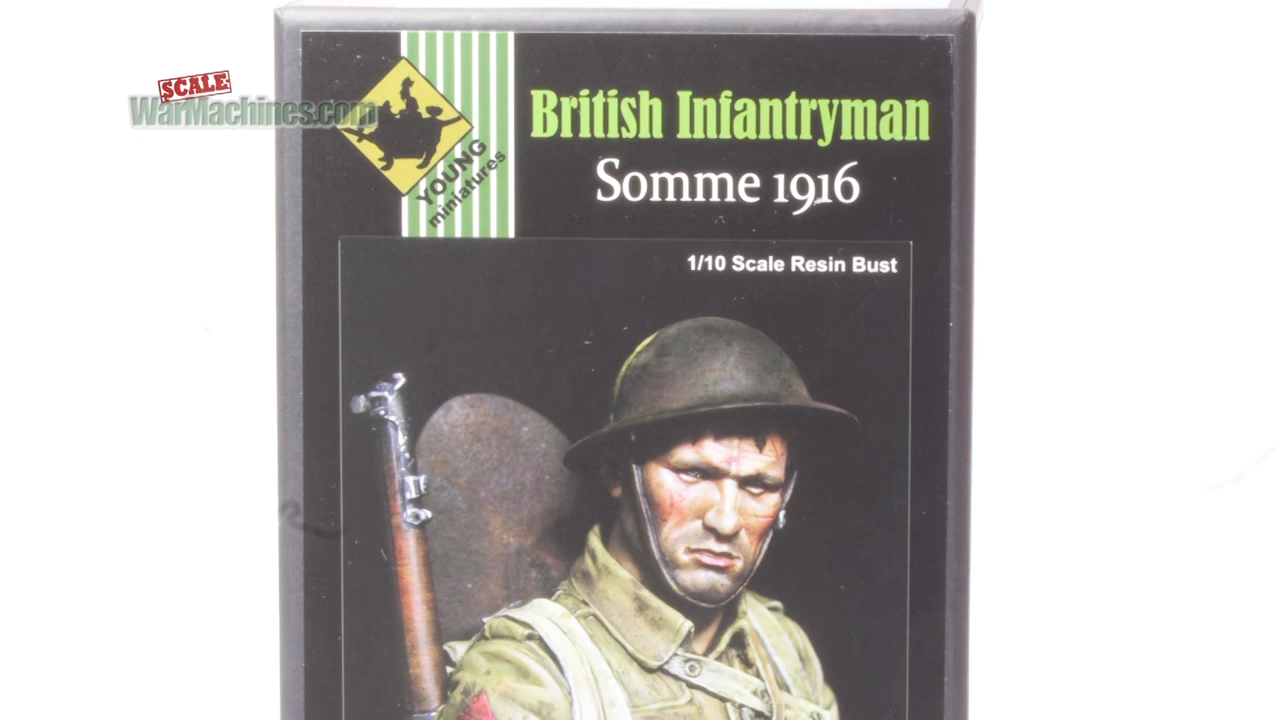 SCALE
WarMachines.com
YOUNG
miniatures
British Infantryman
Somme 1916
1/10 Scale Resin Bust